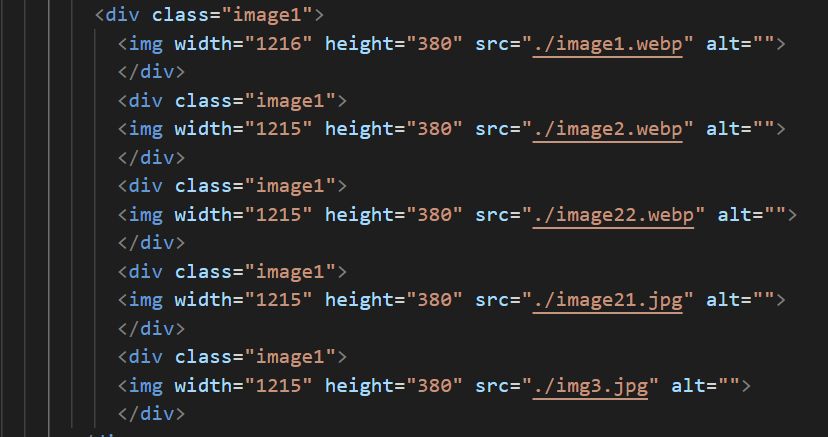 <div class="image1">
<img width="1216" height="380" src="./image1.webp" alt="">
</div>
<div class="image1">
<img width="1215" height="380" src="./image2.webp" alt="">
</div>
<div class="image1">
<img width="1215" height="380" src="./image22.webp" alt="">
</div>
<div class="image1">
<img width="1215" height="380" src="./image21.jpg" alt="">
</div>
<div class="image1">
<img width="1215" height="380" src="./img3.jpg" alt="">
</div>